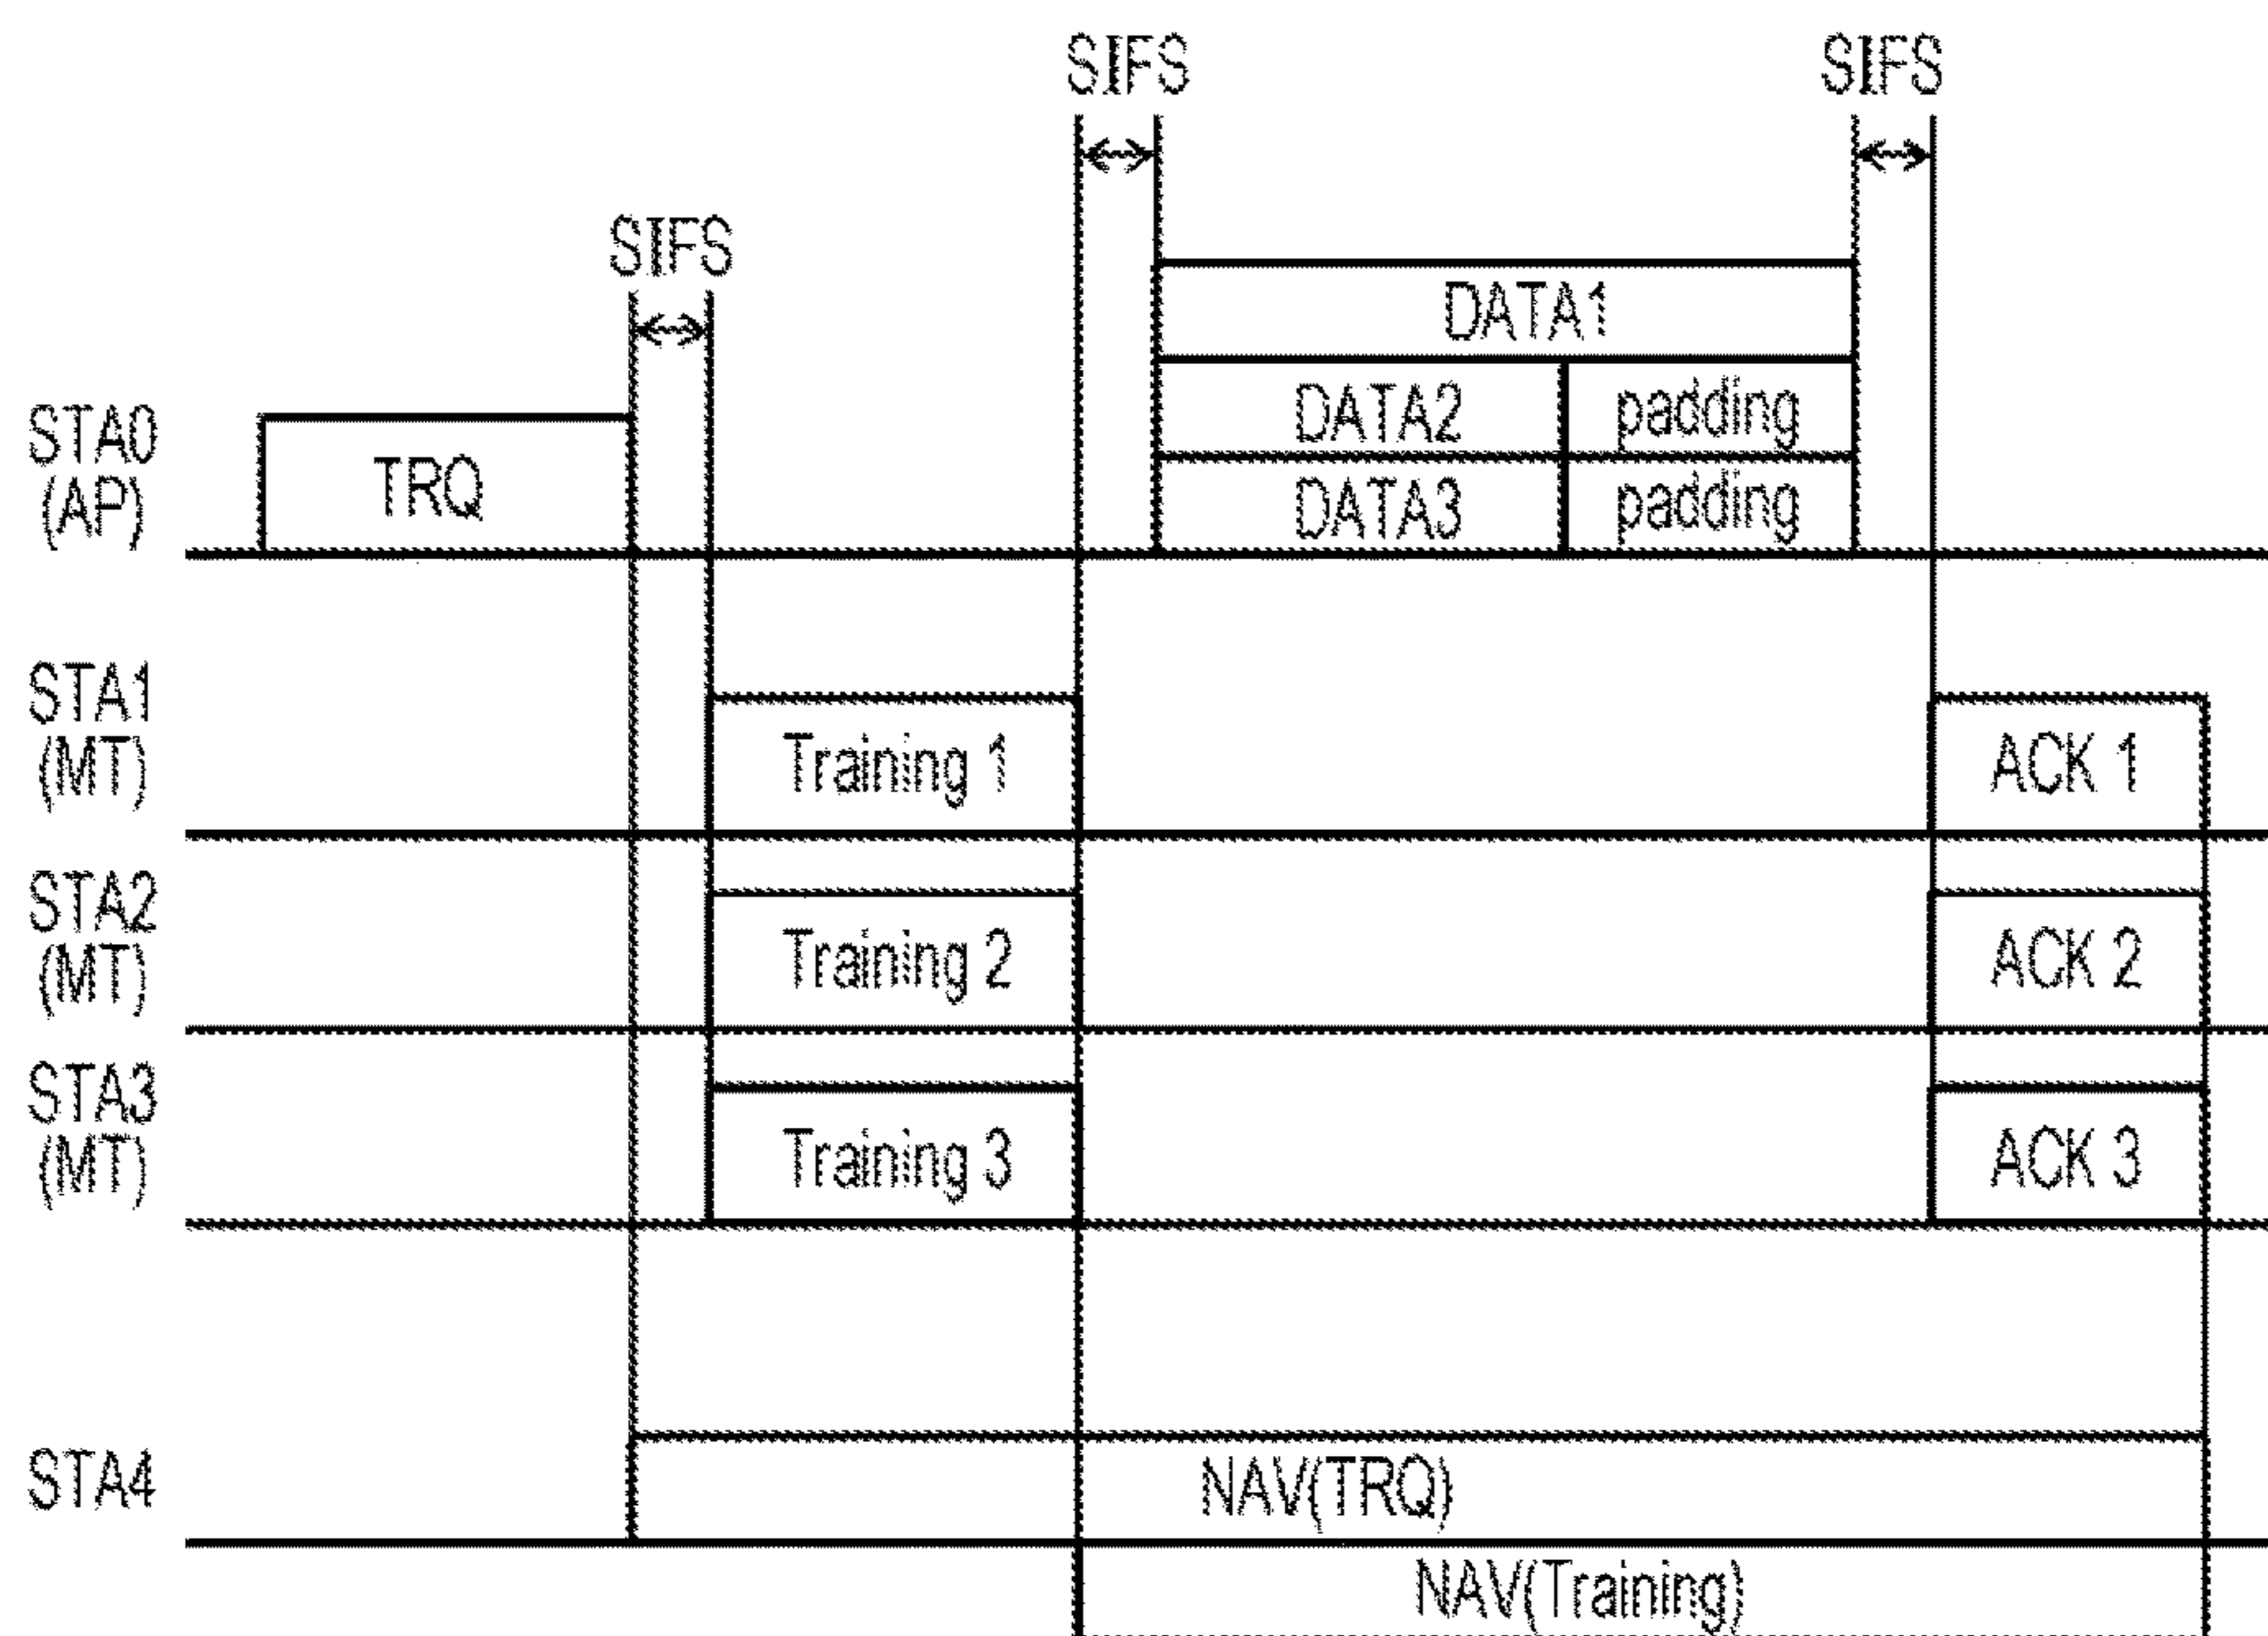 SIFS
SIFS
SIFS
DATA1
DATA2
padding
STA0
(AP)
TRQ
DATA3
padding
STA1
(MT)
Training 1
ACK 1
STA2
(MT)
Training 2
ACK 2
STA3
(MT)
Training 3
ACK 3
STA4
NAV(TRQ)
NAV(Training)